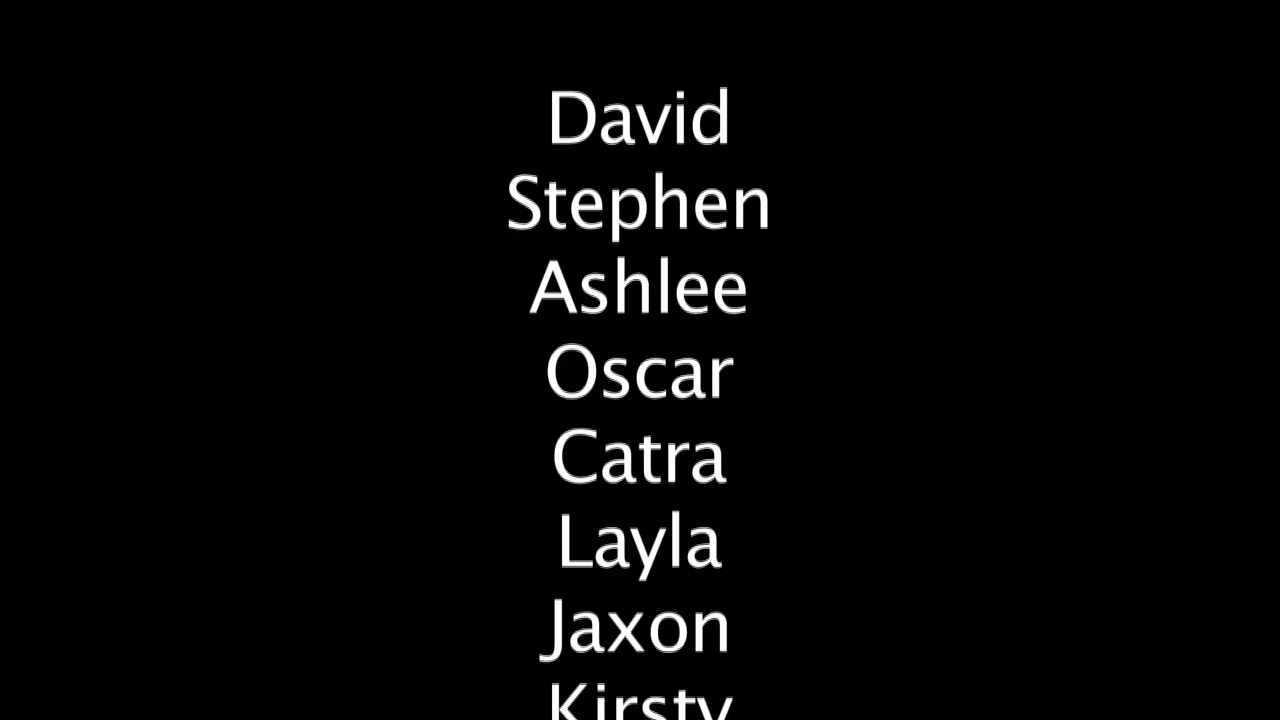 David
Stephen
Ashlee
Oscar
Catra
Layla
Jaxon
Kirsty